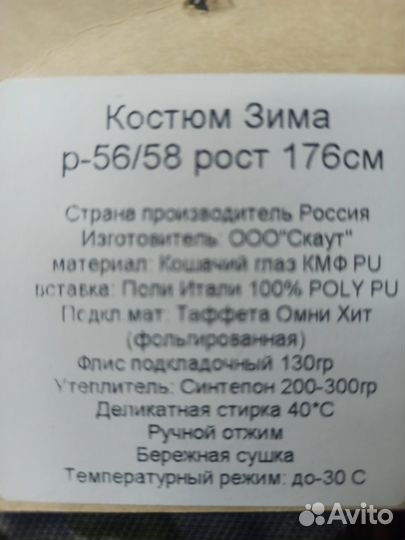 Костюм Зима
р-56/58 рост 176см
Страна производитель Россия
Изготовитель: ООО"Скаут"
материал: Кошачий глаз КМФ PU
вставка: Поли Итали 100% POLY PU
Подкл.мат: Таффета Омни Хит
(фольгированная)
Флис подкладочный 130гр
Утеплитель: Синтепон 200-300гр
Деликатная стирка 40*С
Ручной отжим
Бережная сушка
Температурный режим: до-30 С
Avito